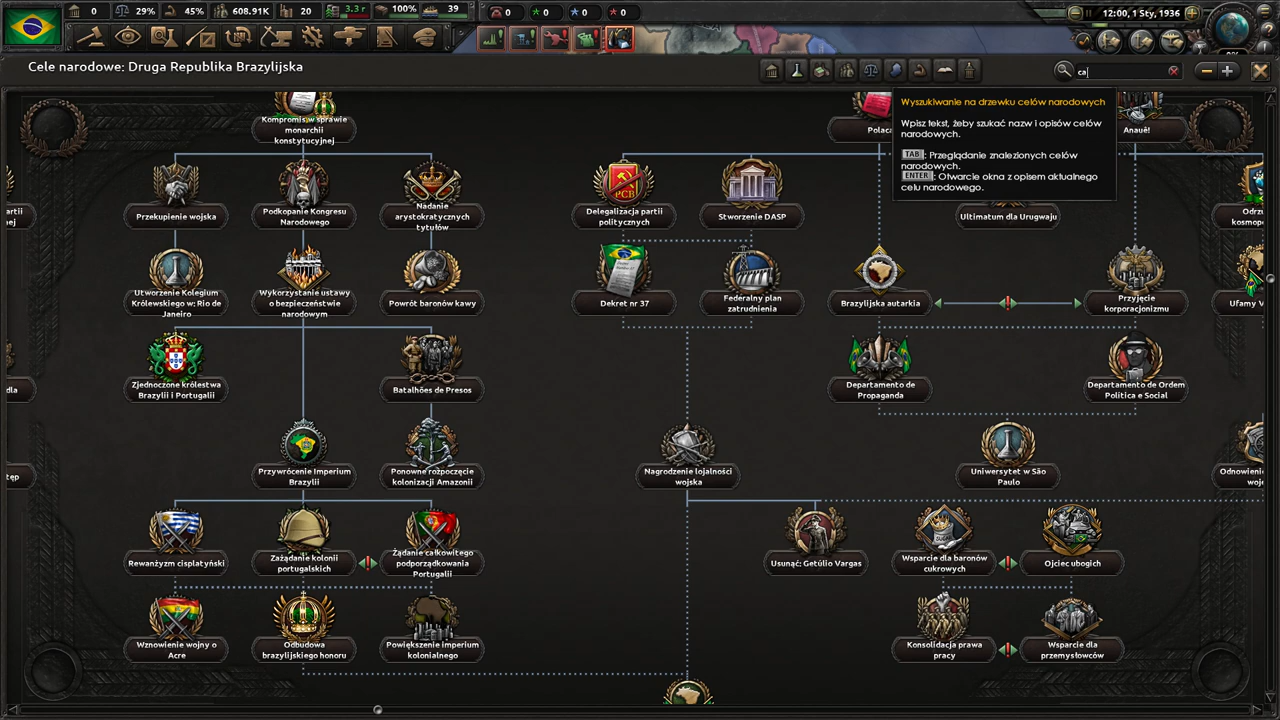 0
29%
45%
608.91K
20
3.3 r
100%
39
0
0
0
0
12:00, 1 Sty, 1936
Cele narodowe: Druga Republika Brazylijska
ca
Wyszukiwanie na drzewku celów narodowych
Wpisz tekst, żeby szukać nazw i opisów celów
narodowych.
TAB : Przeglądanie znalezionych celów
narodowych.
ENTER : Otwarcie okna z opisem aktualnego
celu narodowego.
Kompromis w sprawie
monarchii
konstytucyjnej
Anauê!
Przekupienie wojska
Podkopanie Kongresu
Narodowego
Nadanie
arystokratycznych
tytułów
PCB
Delegalizacja partii
politycznych
Stworzenie DASP
Ultimatum dla Urugwaju
Utworzenie Kolegium
Królewskiego w: Rio de
Janeiro
Wykorzystanie ustawy
o bezpieczeństwie
narodowym
Powrót baronów kawy
Dekret nr 37
Federalny plan
zatrudnienia
Brazylijska autarkia
Przyjęcie
korporacjonizmu
Zjednoczone królestwa
Brazylii i Portugalii
Batalhões de Presos
Departamento de
Propaganda
Departamento de Ordem
Politica e Social
Przywrócenie Imperium
Brazylii
Ponowne rozpoczęcie
kolonizacji Amazonii
Nagrodzenie lojalności
wojska
Uniwersytet w São
Paulo
Rewanżyzm cisplatyński
Zażądanie kolonii
portugalskich
Żądanie całkowitego
podporządkowania
Portugalii
Usunąć: Getúlio Vargas
Wsparcie dla baronów
cukrowych
Ojciec ubogich
Wznowienie wojny o
Acre
Odbudowa
brazylijskiego honoru
Powiększenie imperium
kolonialnego
Konsolidacja prawa
pracy
Wsparcie dla
przemysłowców